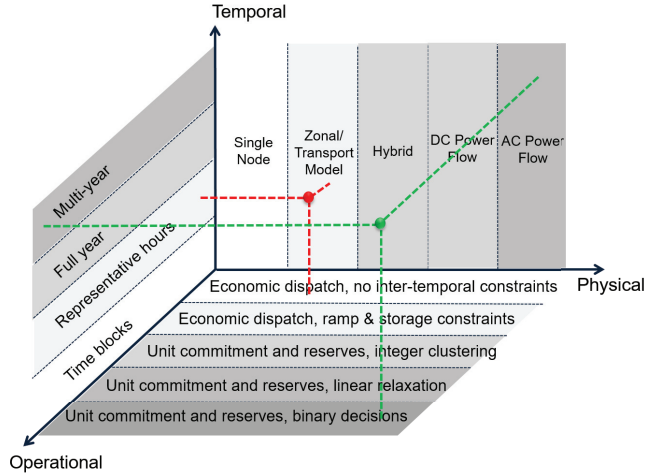 Temporal
Single
Node
Zonal/
Transport
Model
Hybrid
DC Power
Flow
AC Power
Flow
Multi-year
Full year
Representative hours
Time blocks
Physical
Economic dispatch, no inter-temporal constraints
Economic dispatch, ramp & storage constraints
Unit commitment and reserves, integer clustering
Unit commitment and reserves, linear relaxation
Unit commitment and reserves, binary decisions
Operational